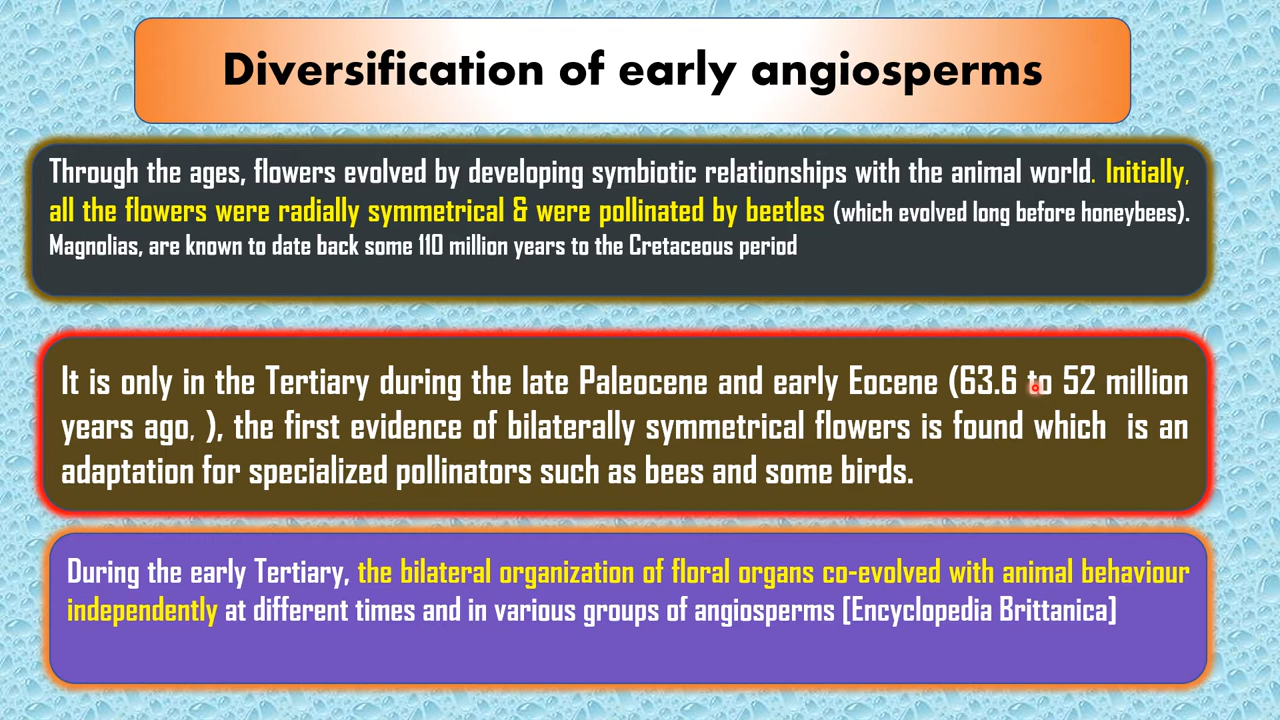 Diversification of early angiosperms
Through the ages, flowers evolved by developing symbiotic relationships with the animal world. Initially,
all the flowers were radially symmetrical & were pollinated by beetles (which evolved long before honeybees).
Magnolias, are known to date back some 110 million years to the Cretaceous period
It is only in the Tertiary during the late Paleocene and early Eocene (63.6 to 52 million
years ago, ), the first evidence of bilaterally symmetrical flowers is found which is an
adaptation for specialized pollinators such as bees and some birds.
During the early Tertiary, the bilateral organization of floral organs co-evolved with animal behaviour
independently at different times and in various groups of angiosperms [Encyclopedia Brittanica]